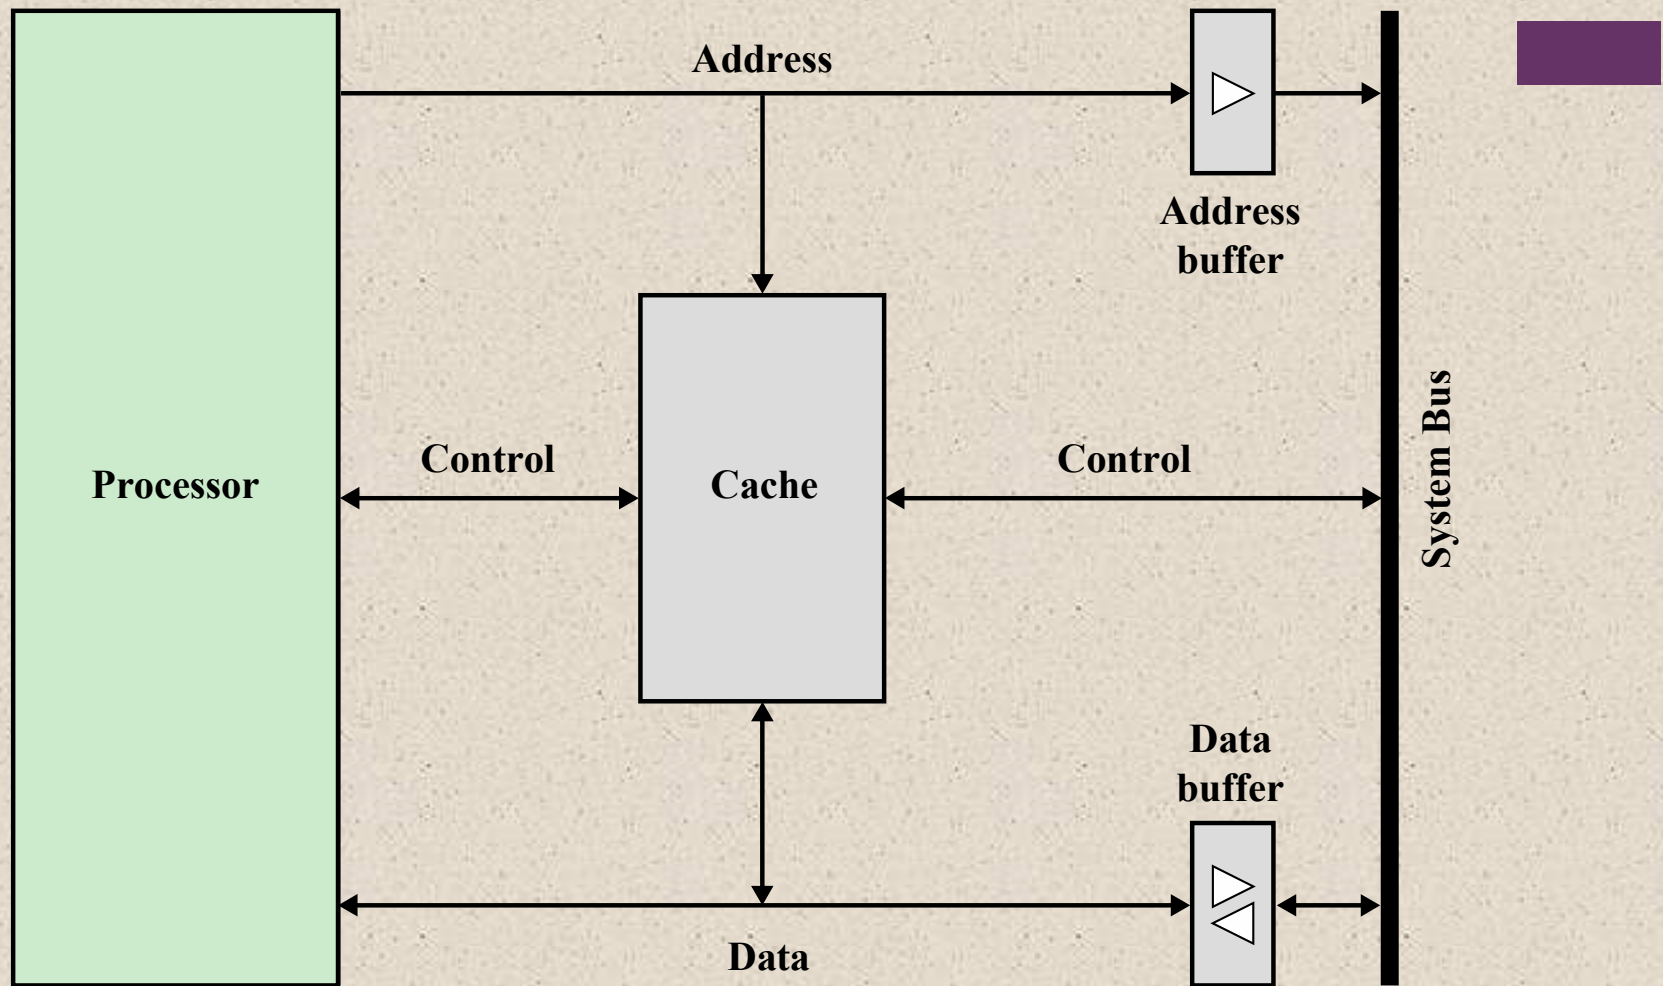 Address
Address
buffer
Control
Control
Processor
Cache
System Bus
Data
buffer
Data